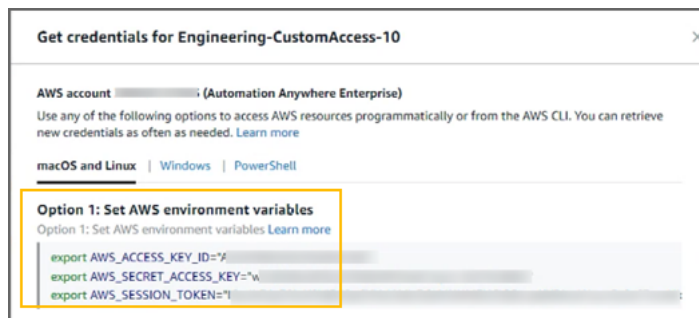 Get credentials for Engineering-CustomAccess-10
AWS account (Automation Anywhere Enterprise)
Use any of the following options to access AWS resources programmatically or from the AWS CLI. You can retrieve
new credentials as often as needed. Learn more
macOS and Linux | Windows | PowerShell
Option 1: Set AWS environment variables
Option 1: Set AWS environment variables Learn more
export AWS_ACCESS_KEY_ID="A
export AWS_SECRET_ACCESS_KEY="w
export AWS_SESSION_TOKEN="I